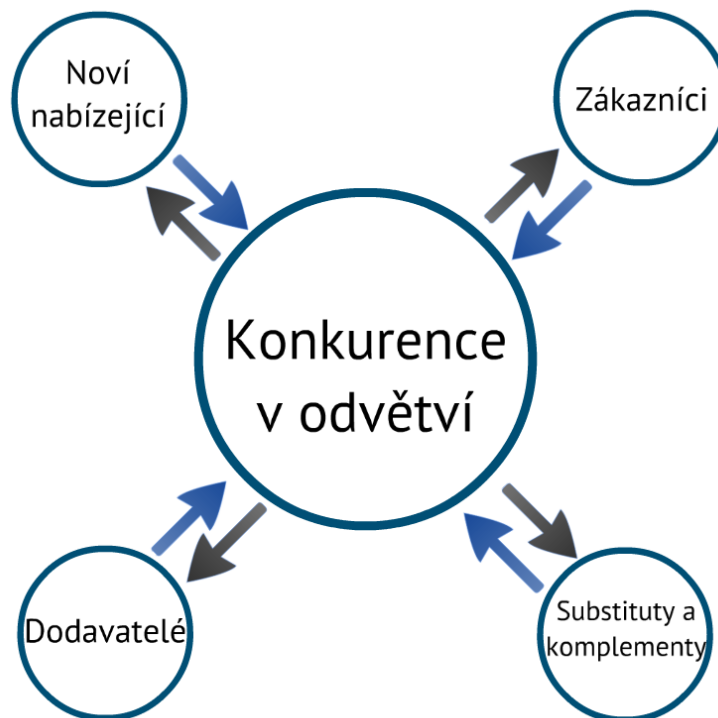 Noví
nabízející
Zákazníci
Konkurence
v odvětví
Dodavatelé
Substituty a
komplementy